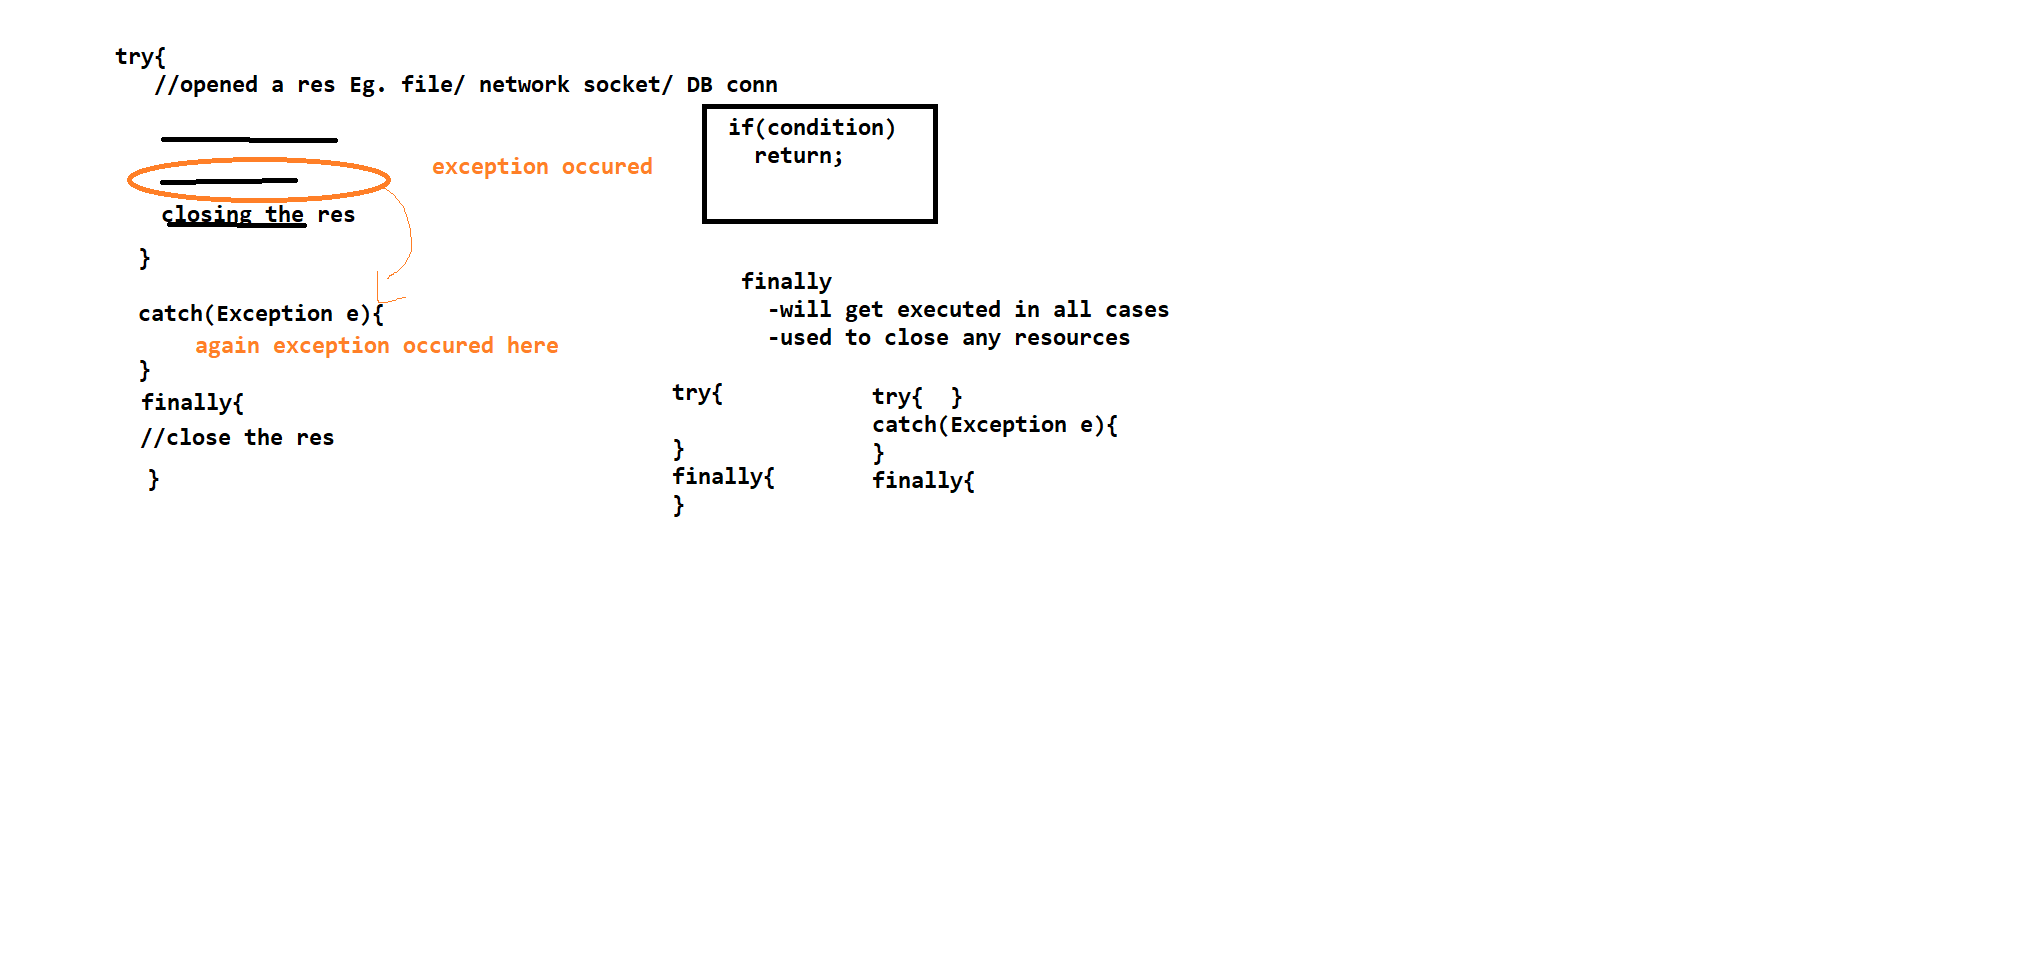 try{
//opened a res Eg. file/ network socket/ DB conn
if(condition)
return;
exception occured
closing the res
}
catch(Exception e){
again exception occured here
}
finally{
//close the res
}
finally
-will get executed in all cases
-used to close any resources
try{
}
finally{
}
try{  }
catch(Exception e){
}
finally{